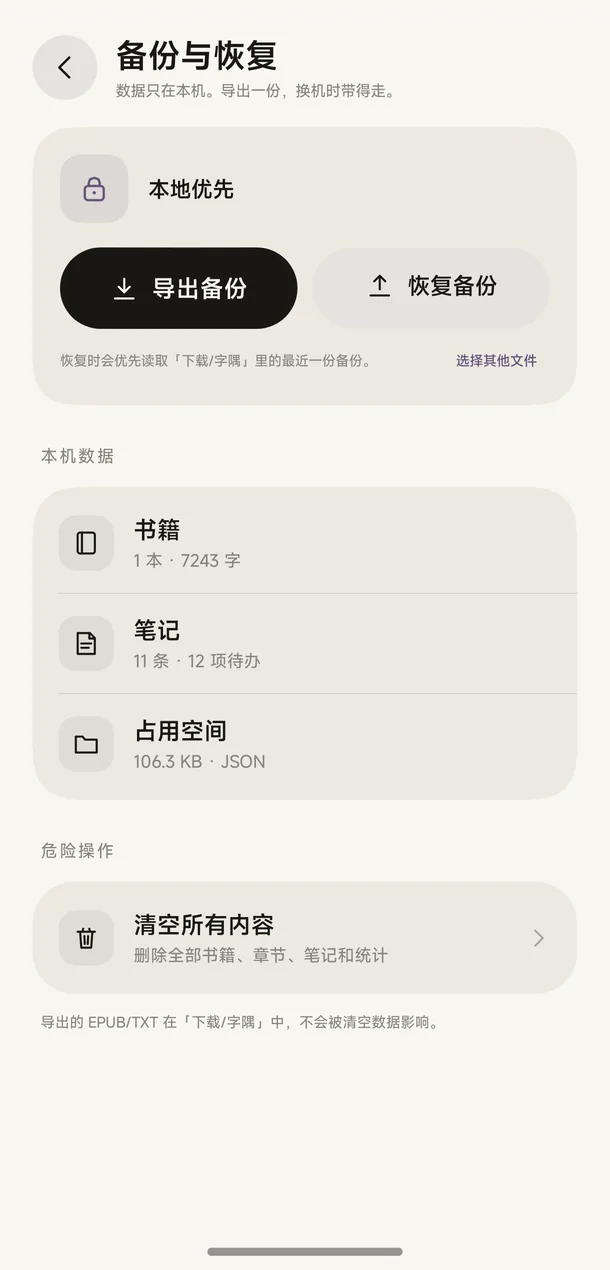 备份与恢复
数据只在本机。导出一份，换机时带得走。
本地优先
导出备份
恢复备份
恢复时会优先读取「下载/字隅」里的最近一份备份。
选择其他文件
本机数据
书籍
1 本 · 7243 字
笔记
11 条 · 12 项待办
占用空间
106.3 KB · JSON
危险操作
清空所有内容
删除全部书籍、章节、笔记和统计
导出的 EPUB/TXT 在「下载/字隅」中，不会被清空数据影响。